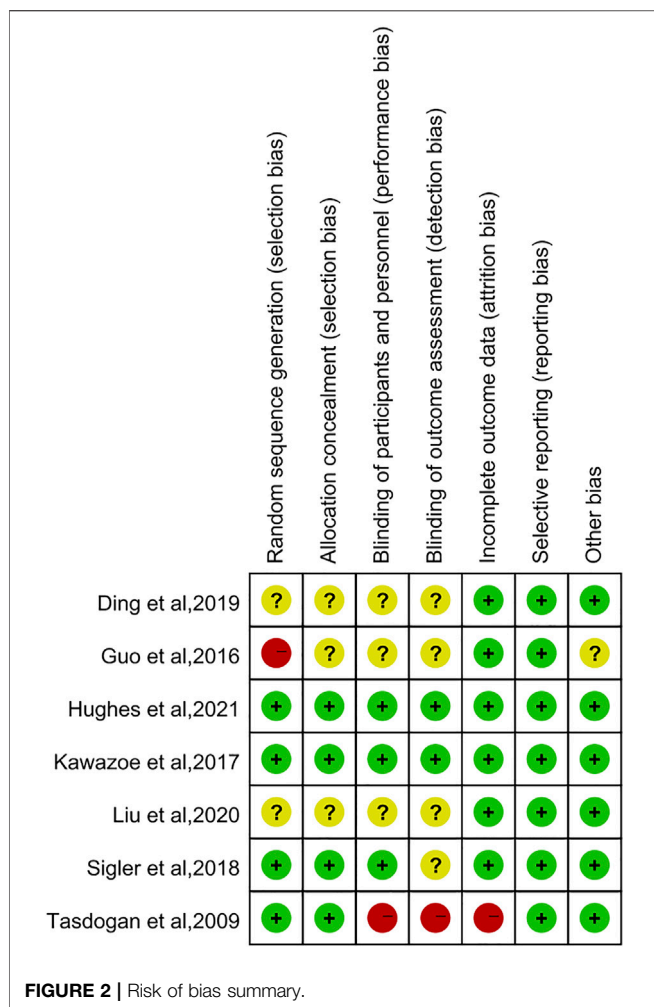 Random sequence generation (selection bias)
Allocation concealment (selection bias)
Blinding of participants and personnel (performance bias)
Blinding of outcome assessment (detection bias)
Incomplete outcome data (attrition bias)
Selective reporting (reporting bias)
Other bias
Ding et al,2019 ? ? ? ? + + +
Guo et al,2016 − ? ? ? + + ?
Hughes et al,2021 + + + + + + +
Kawazoe et al,2017 + + + + + + +
Liu et al,2020 ? ? ? ? + + +
Sigler et al,2018 + + + ? + + +
Tasdogan et al,2009 + + − − − + +
FIGURE 2 | Risk of bias summary.